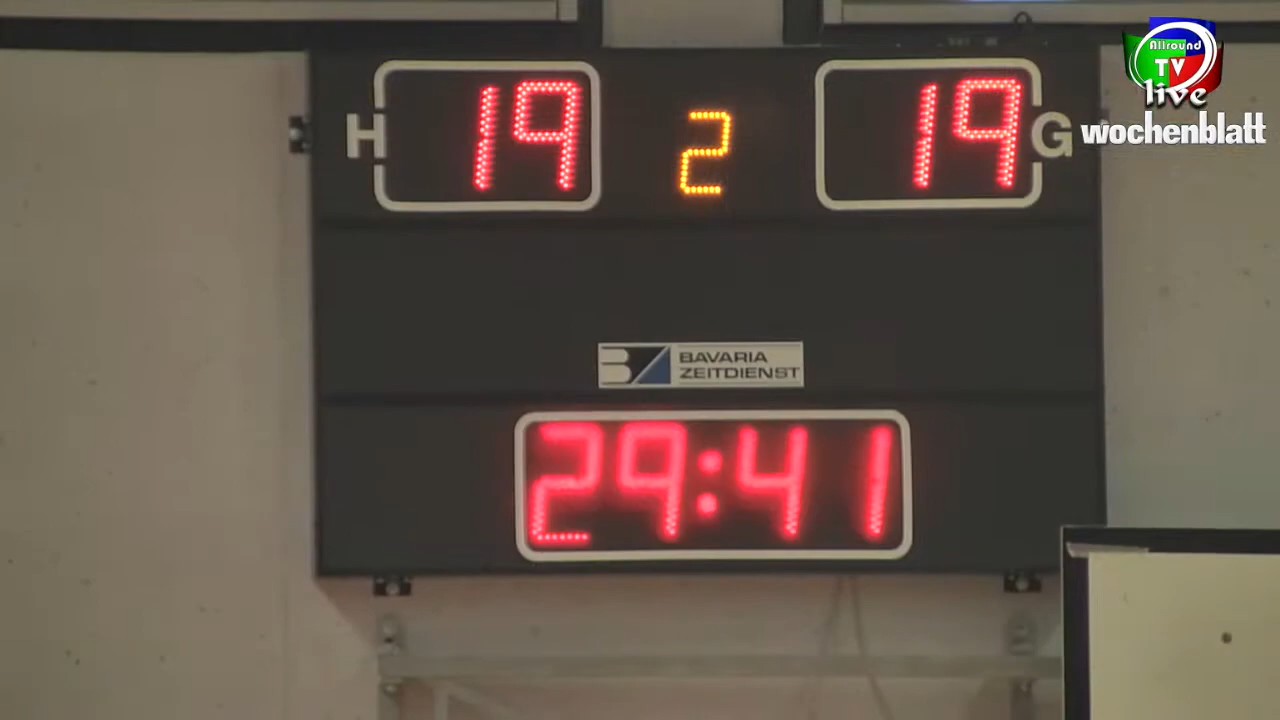 H 19 2 19 G
BAVARIA
ZEITDIENST
29:41
Allround
TV
live
wochenblatt